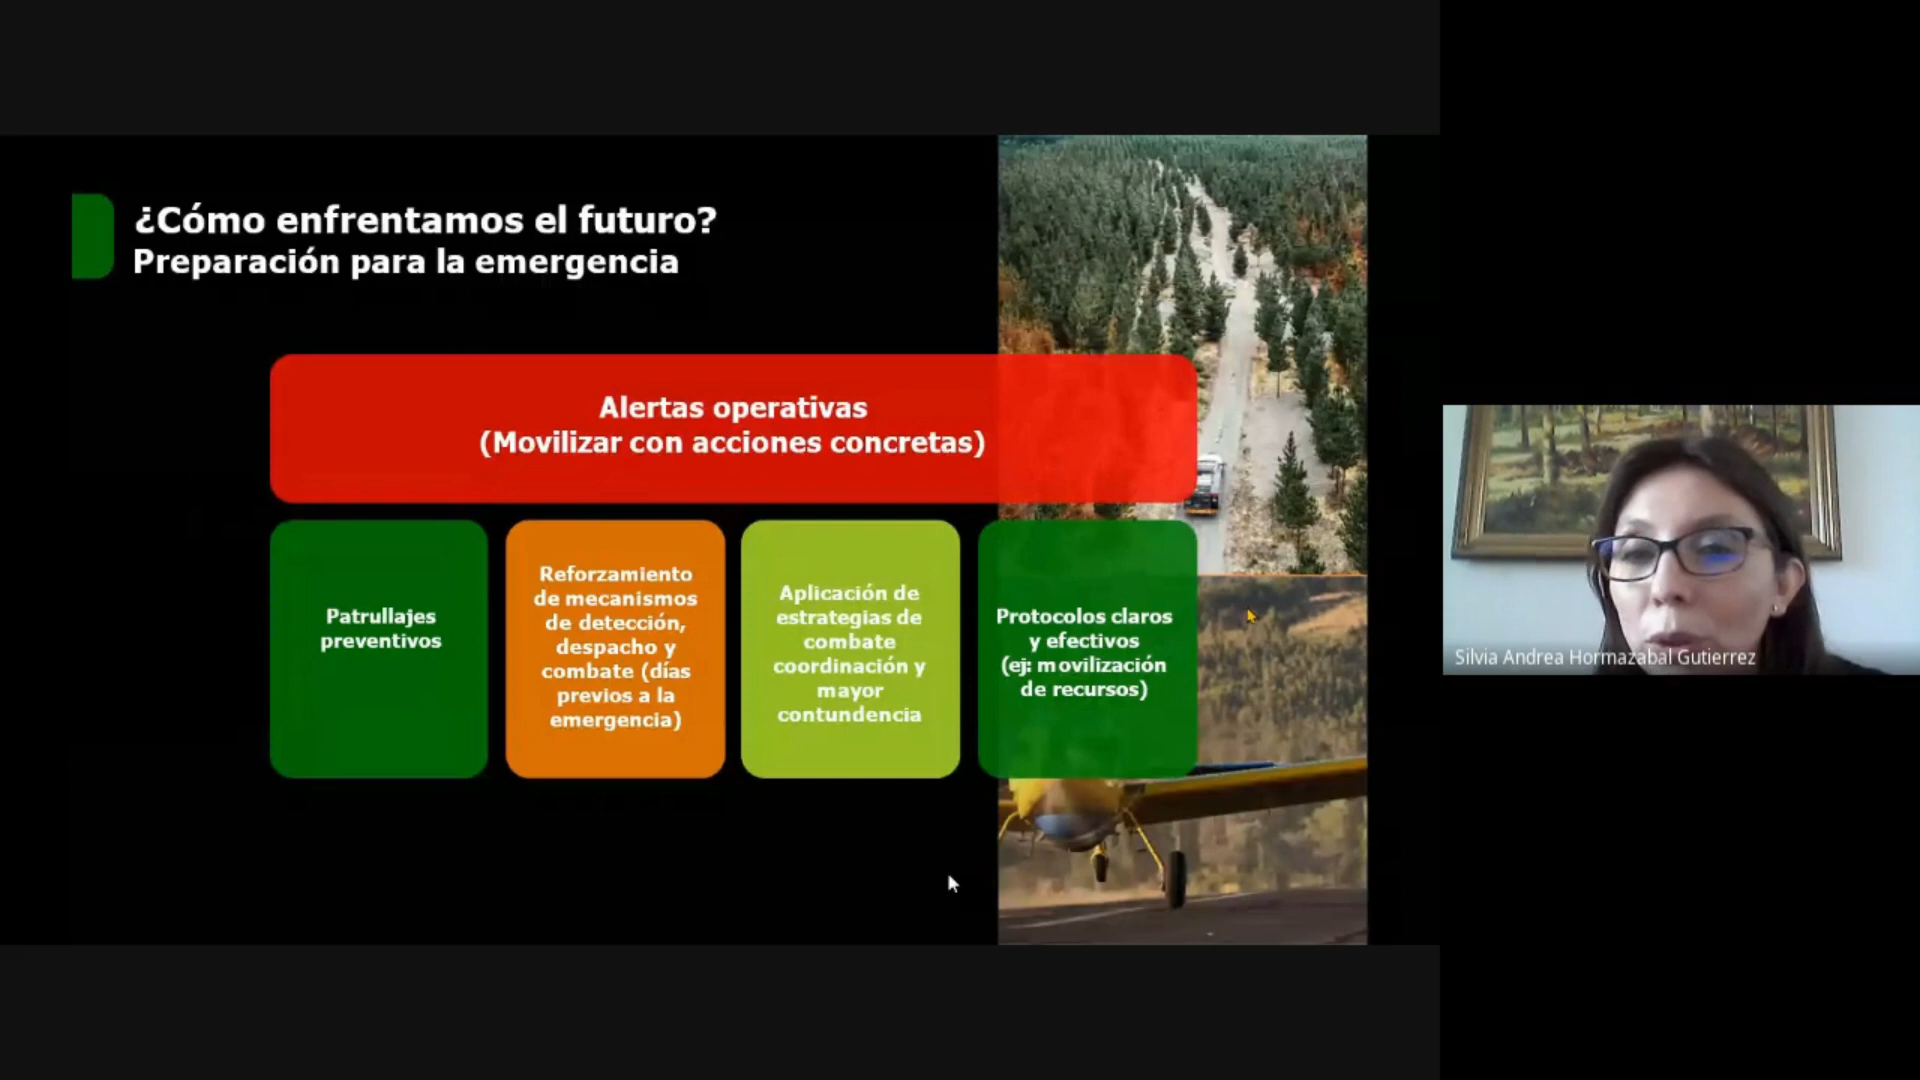 ¿Cómo enfrentamos el futuro?
Preparación para la emergencia
Alertas operativas
(Movilizar con acciones concretas)
Patrullajes
preventivos
Reforzamiento
de mecanismos
de detección,
despacho y
combate (días
previos a la
emergencia)
Aplicación de
estrategias de
combate
coordinación y
mayor
contundencia
Protocolos claros
y efectivos
(ej: movilización
de recursos)
Silvia Andrea Hormazabal Gutierrez